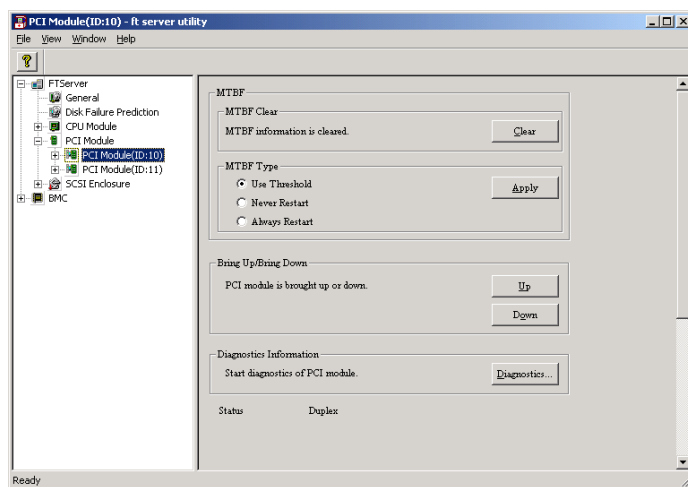 PCI Module(ID:10) - ft server utility
File View Window Help
FTServer
General
Disk Failure Prediction
CPU Module
PCI Module
PCI Module(ID:10)
PCI Module(ID:11)
SCSI Enclosure
BMC
MTBF
MTBF Clear
MTBF information is cleared.
Clear
MTBF Type
Use Threshold
Apply
Never Restart
Always Restart
Bring Up/Bring Down
PCI module is brought up or down.
Up
Down
Diagnostics Information
Start diagnostics of PCI module.
Diagnostics...
Status Duplex
Ready